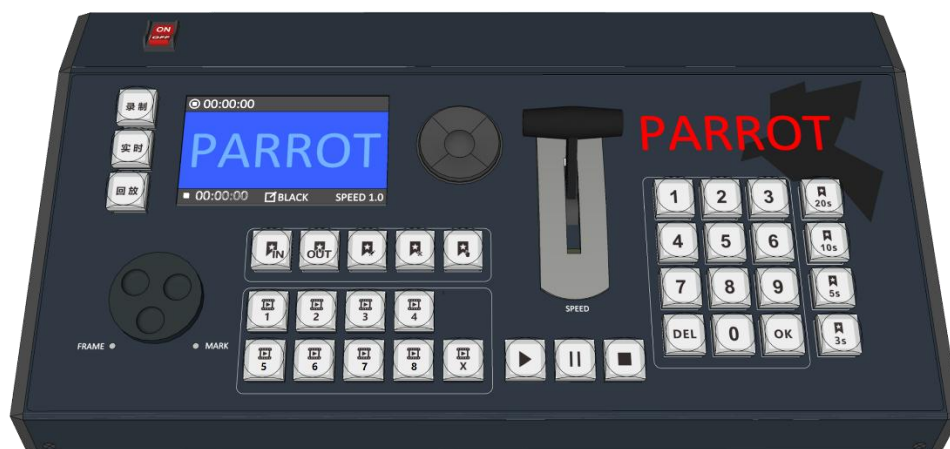 ON
OFF
录制
实时
回放
00:00:00
PARROT
00:00:00 BLACK SPEED 1.0
PARROT
IN OUT
1 2 3 4
5 6 7 8 X
FRAME MARK
SPEED
1 2 3 20s
4 5 6 10s
7 8 9 5s
DEL 0 OK 3s